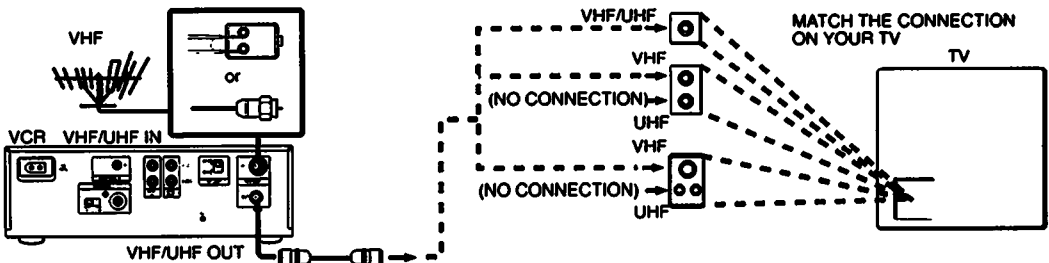 VHF
or
VCR VHF/UHF IN
VHF/UHF OUT
VHF/UHF
VHF
(NO CONNECTION)
UHF
VHF
(NO CONNECTION)
UHF
MATCH THE CONNECTION
ON YOUR TV
TV